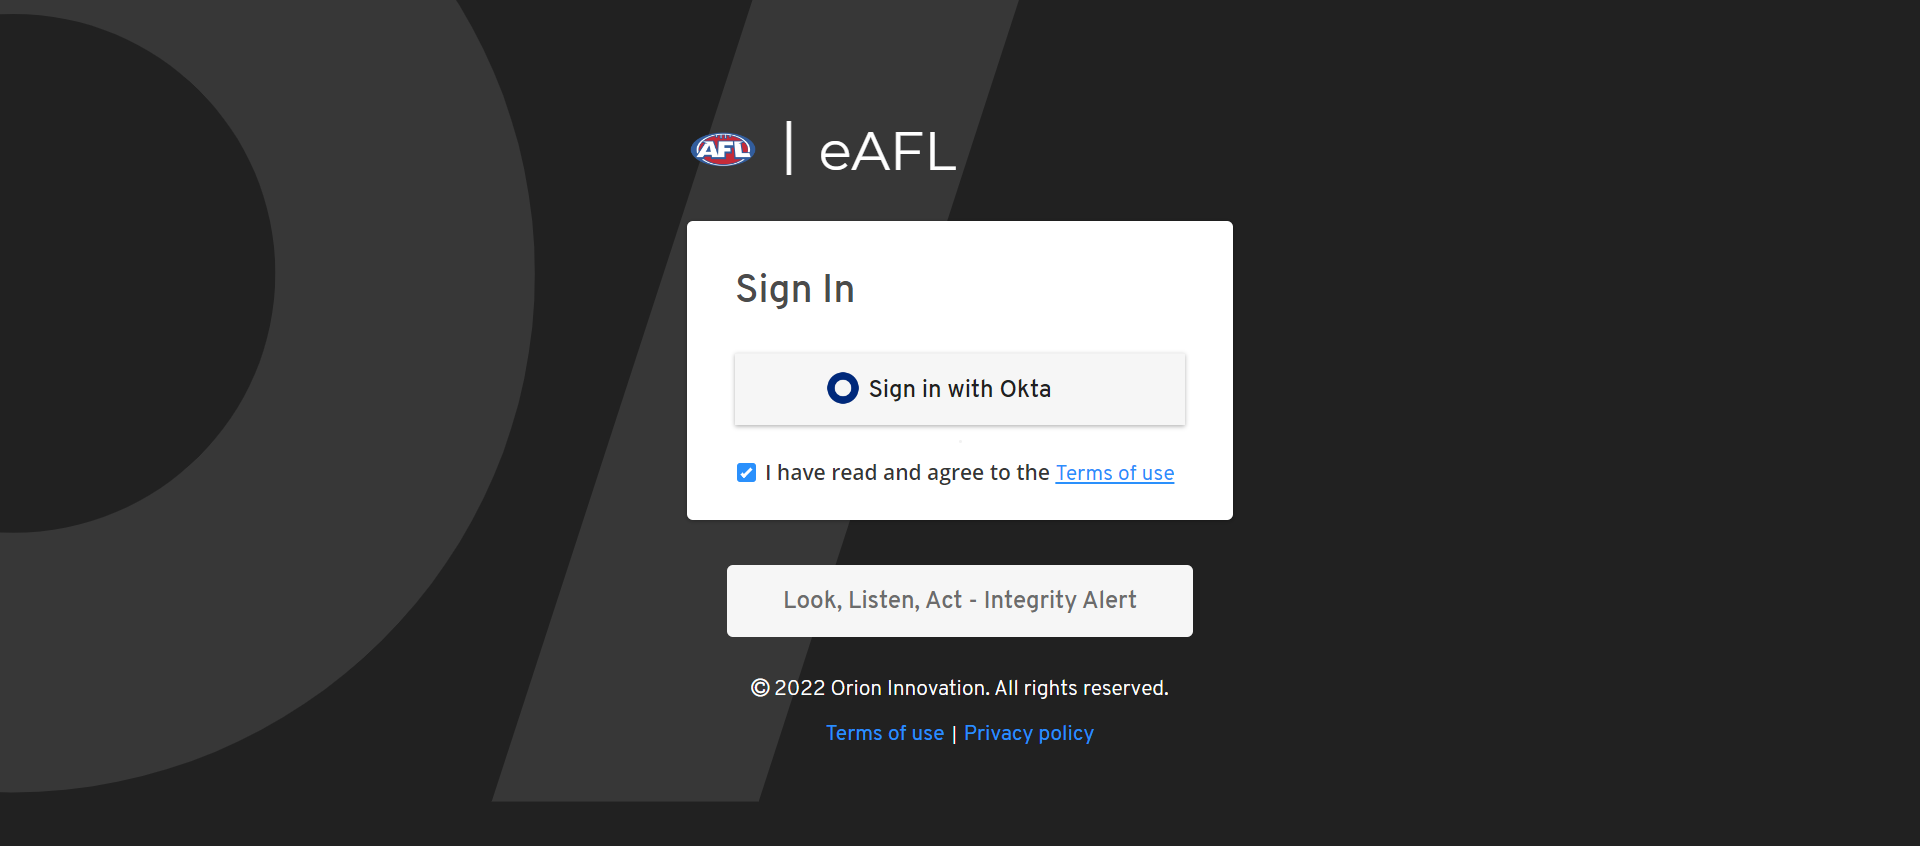 AFL | eAFL
Sign In
Sign in with Okta
I have read and agree to the Terms of use
Look, Listen, Act - Integrity Alert
© 2022 Orion Innovation. All rights reserved.
Terms of use | Privacy policy